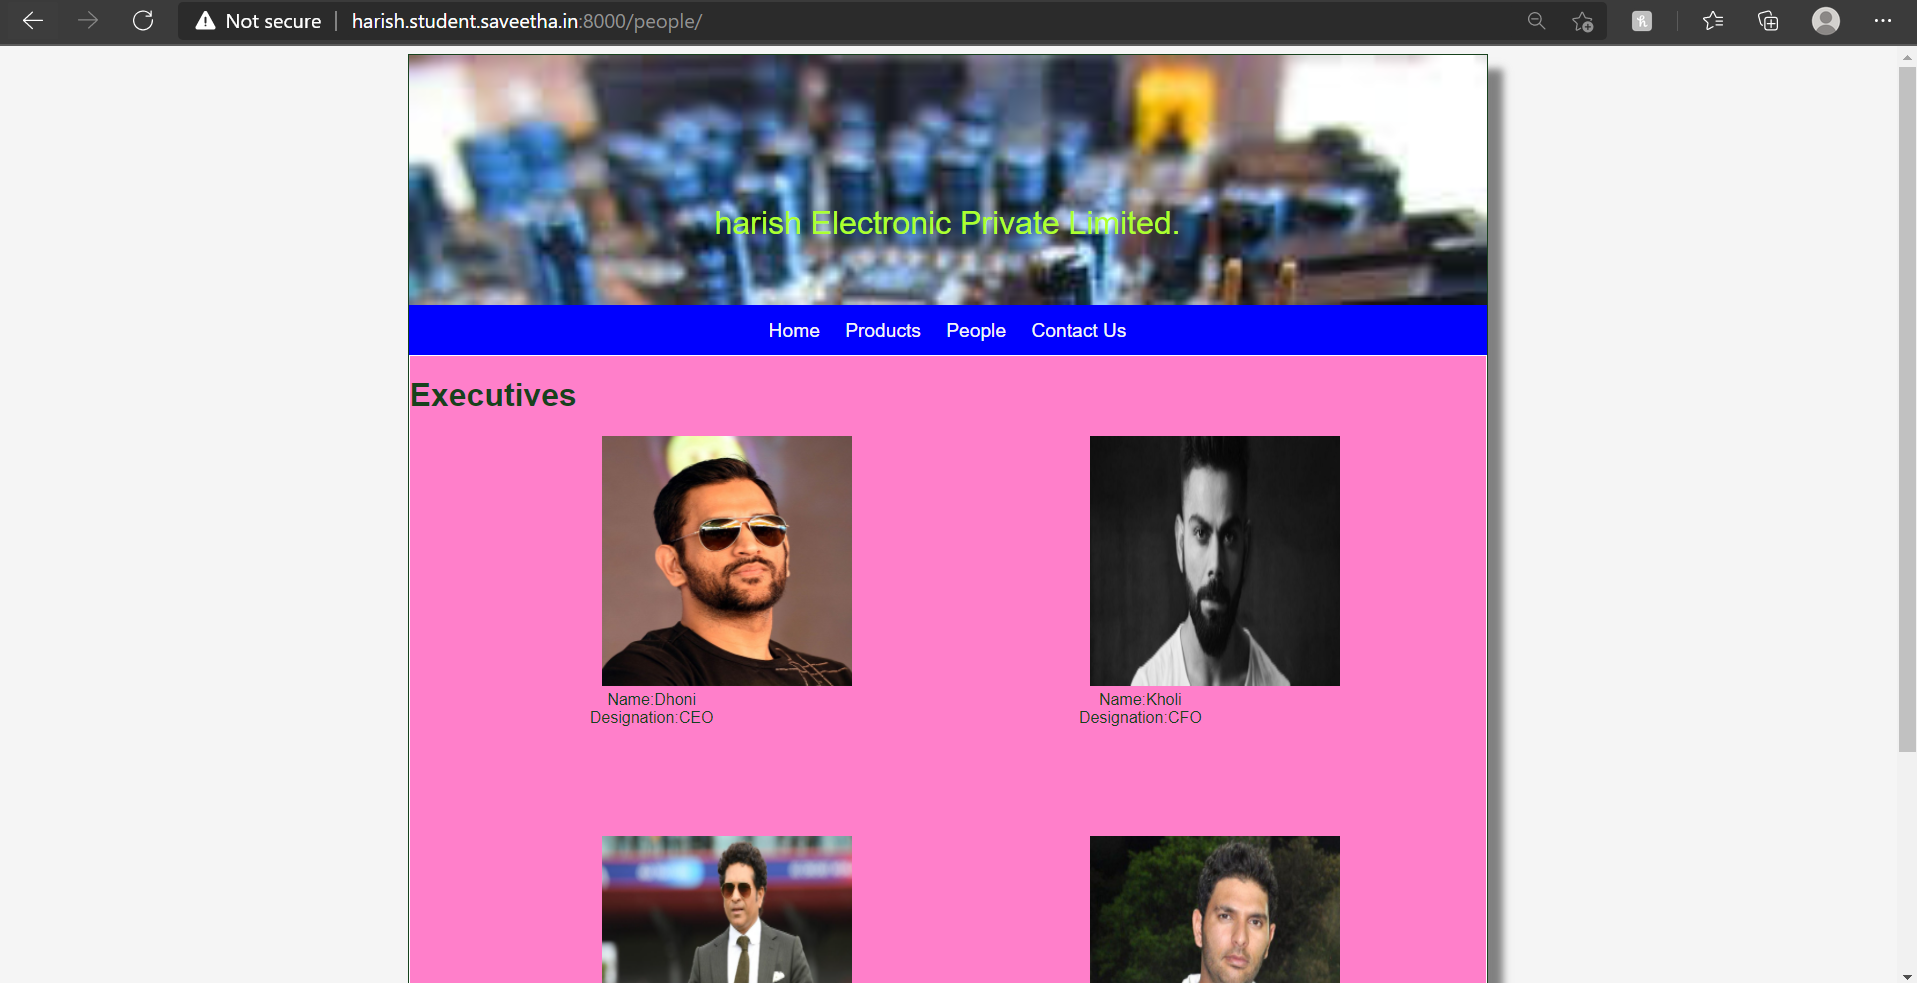 Not secure | harish.student.saveetha.in:8000/people/
harish Electronic Private Limited.
Home Products People Contact Us
Executives
Name:Dhoni
Designation:CEO
Name:Kholi
Designation:CFO